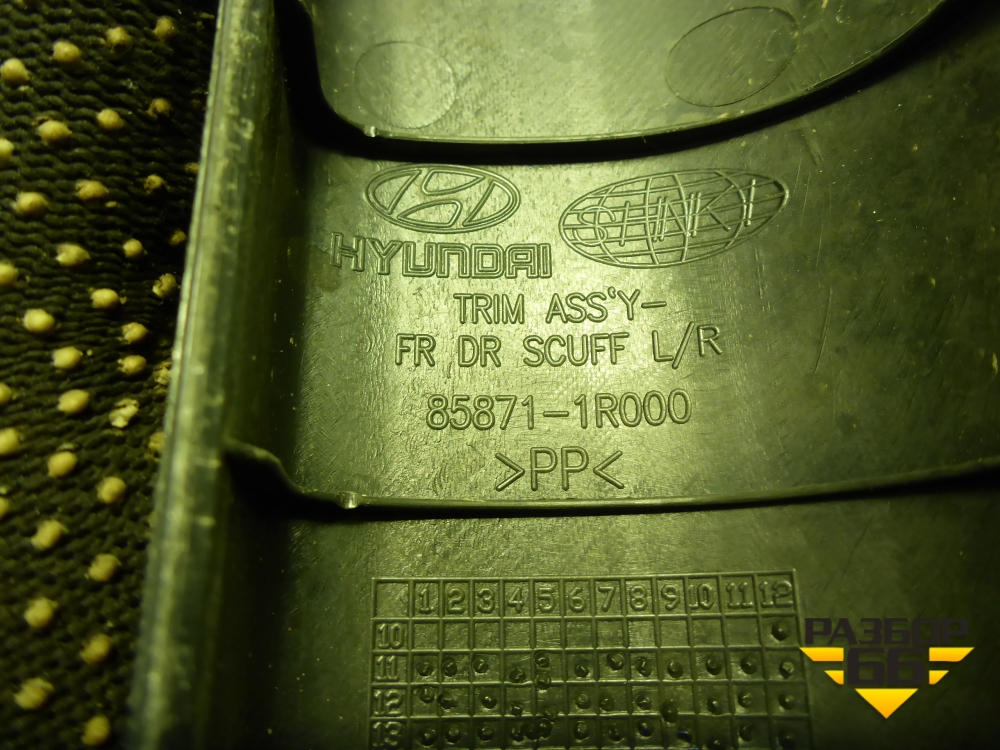 SHINKI
HYUNDAI
TRIM ASS'Y-
FR DR SCUFF L/R
85871-1R000
>PP<
1 2 3 4 5 6 7 8 9 10 11 12
10
11
12
13
РАЗБОР
66